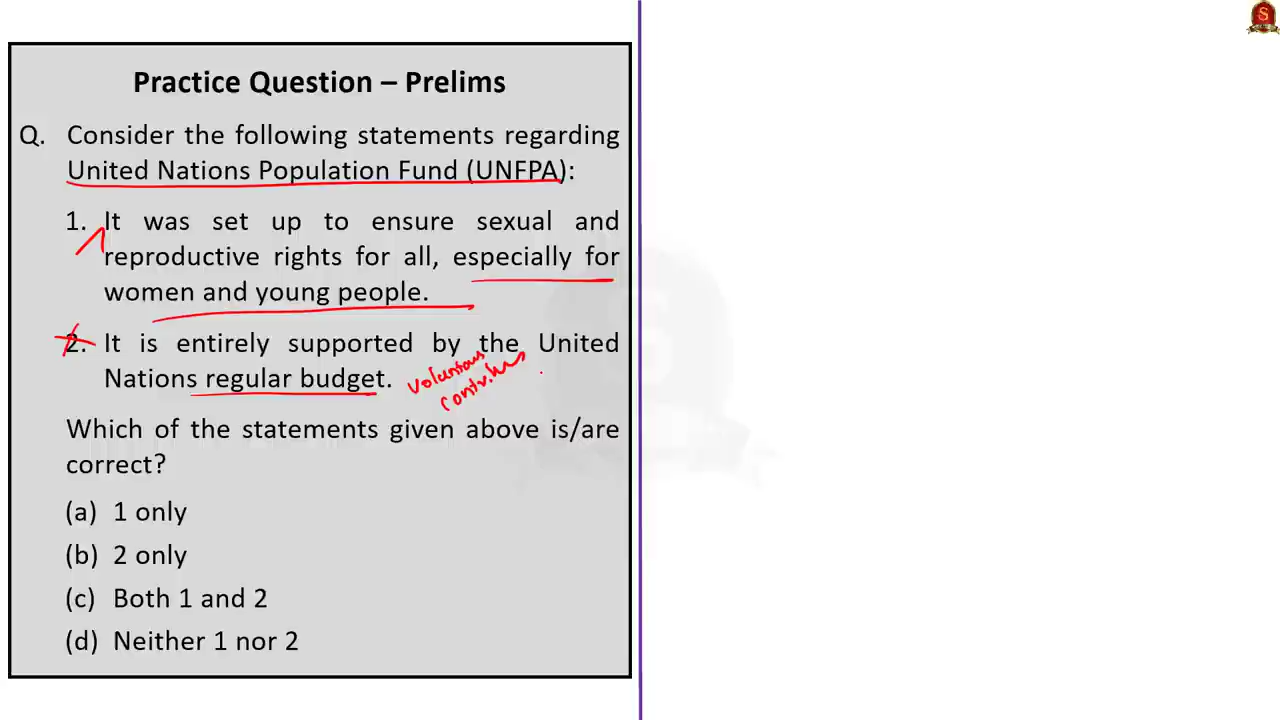 Practice Question – Prelims
Q. Consider the following statements regarding
United Nations Population Fund (UNFPA):
1. It was set up to ensure sexual and
reproductive rights for all, especially for
women and young people.
2. It is entirely supported by the United
Nations regular budget.
Which of the statements given above is/are
correct?
(a) 1 only
(b) 2 only
(c) Both 1 and 2
(d) Neither 1 nor 2
S